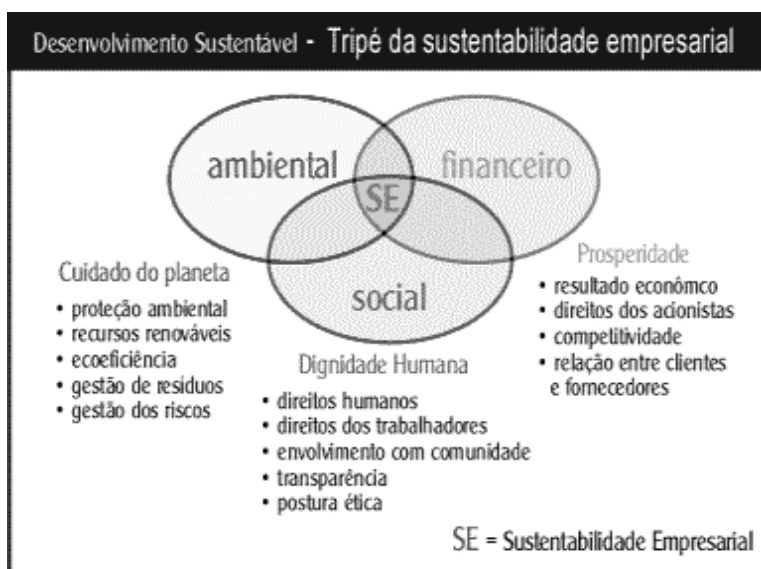 Desenvolvimento Sustentável - Tripé da sustentabilidade empresarial
ambiental
financeiro
SE
social
Cuidado do planeta
• proteção ambiental
• recursos renováveis
• ecoeficiência
• gestão de resíduos
• gestão dos riscos
Dignidade Humana
• direitos humanos
• direitos dos trabalhadores
• envolvimento com comunidade
• transparência
• postura ética
Prosperidade
• resultado econômco
• direitos dos acionistas
• competitividade
• relação entre clientes
e fornecedores
SE = Sustentabilidade Empresarial